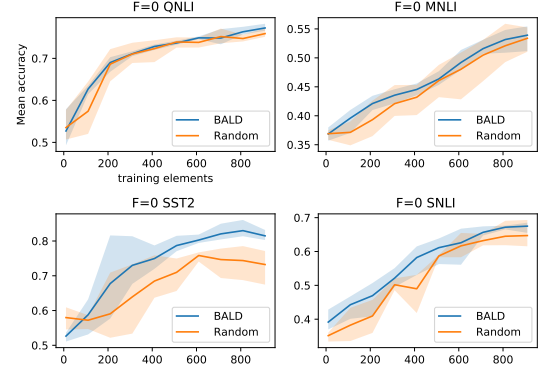 F=0 QNLI
Mean accuracy
0.7
0.6
0.5
BALD
Random
0 200 400 600 800
training elements
F=0 MNLI
0.55
0.50
0.45
0.40
0.35
BALD
Random
0 200 400 600 800
F=0 SST2
0.8
0.7
0.6
0.5
BALD
Random
0 200 400 600 800
F=0 SNLI
0.7
0.6
0.5
0.4
BALD
Random
0 200 400 600 800